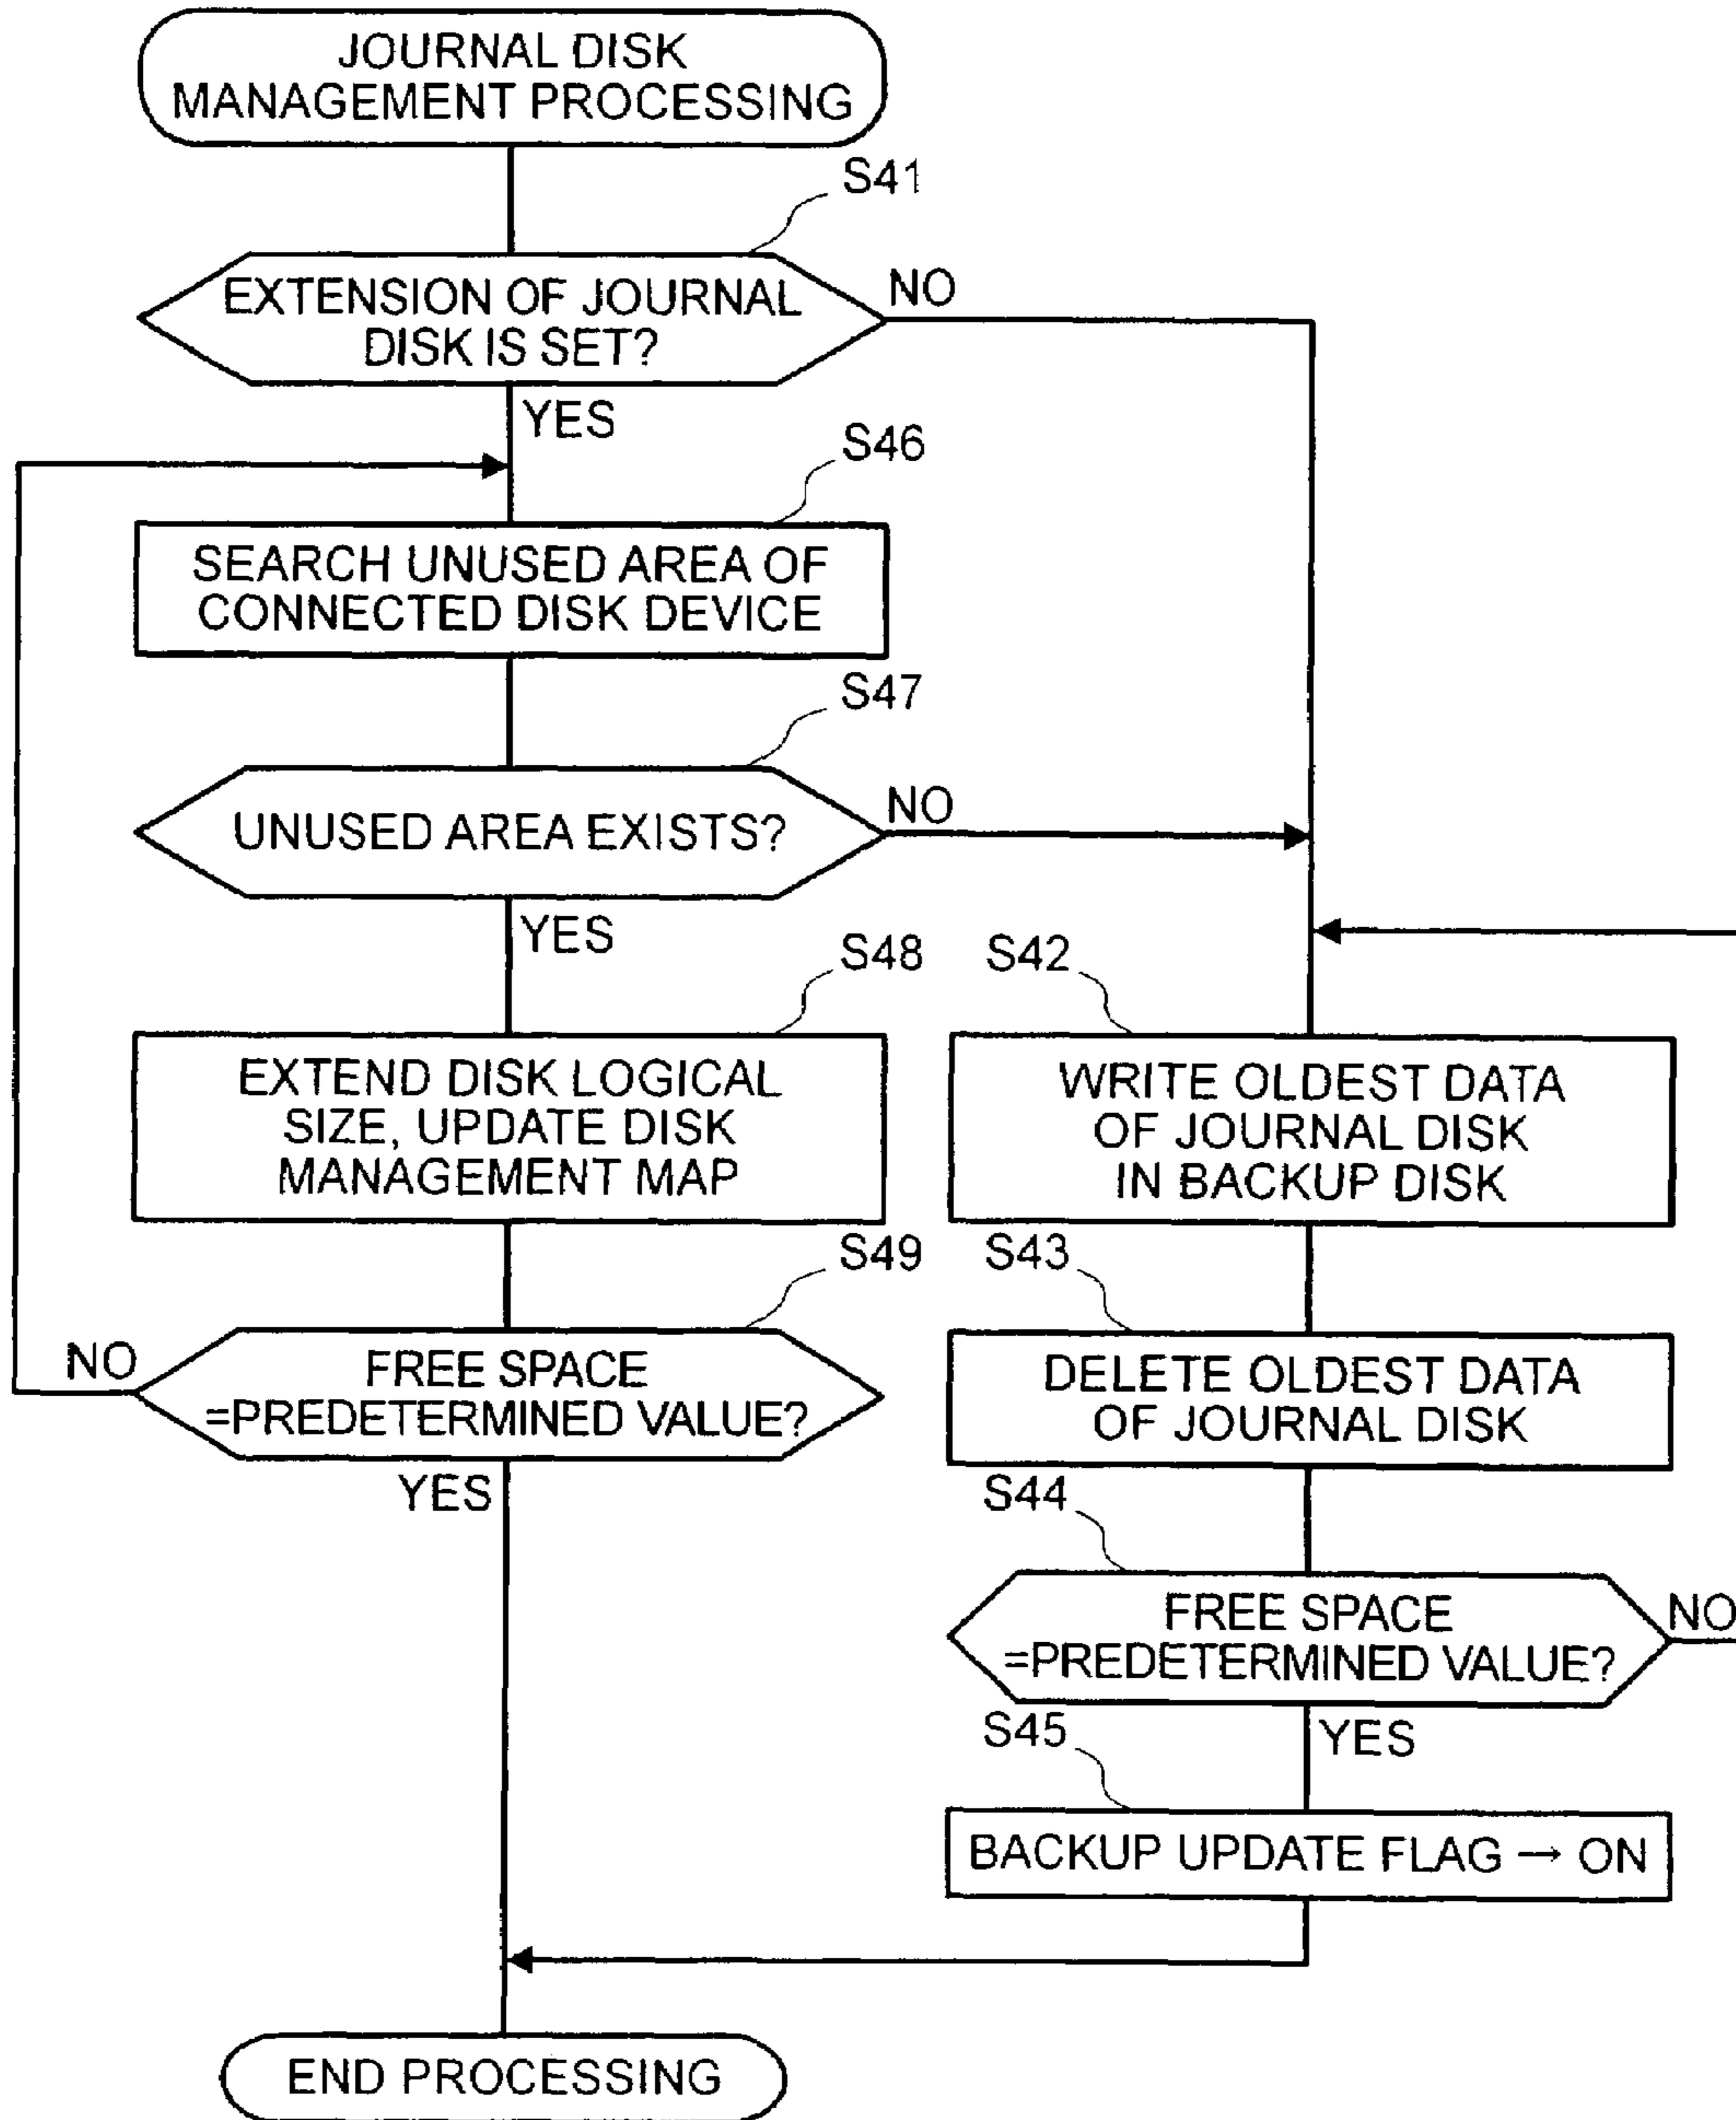 JOURNAL DISK
MANAGEMENT PROCESSING
S41
EXTENSION OF JOURNAL
DISK IS SET?
NO
YES
S46
SEARCH UNUSED AREA OF
CONNECTED DISK DEVICE
S47
UNUSED AREA EXISTS?
NO
YES
S48
EXTEND DISK LOGICAL
SIZE, UPDATE DISK
MANAGEMENT MAP
S49
FREE SPACE
=PREDETERMINED VALUE?
NO
YES
S42
WRITE OLDEST DATA
OF JOURNAL DISK
IN BACKUP DISK
S43
DELETE OLDEST DATA
OF JOURNAL DISK
S44
FREE SPACE
=PREDETERMINED VALUE?
NO
YES
S45
BACKUP UPDATE FLAG → ON
END PROCESSING